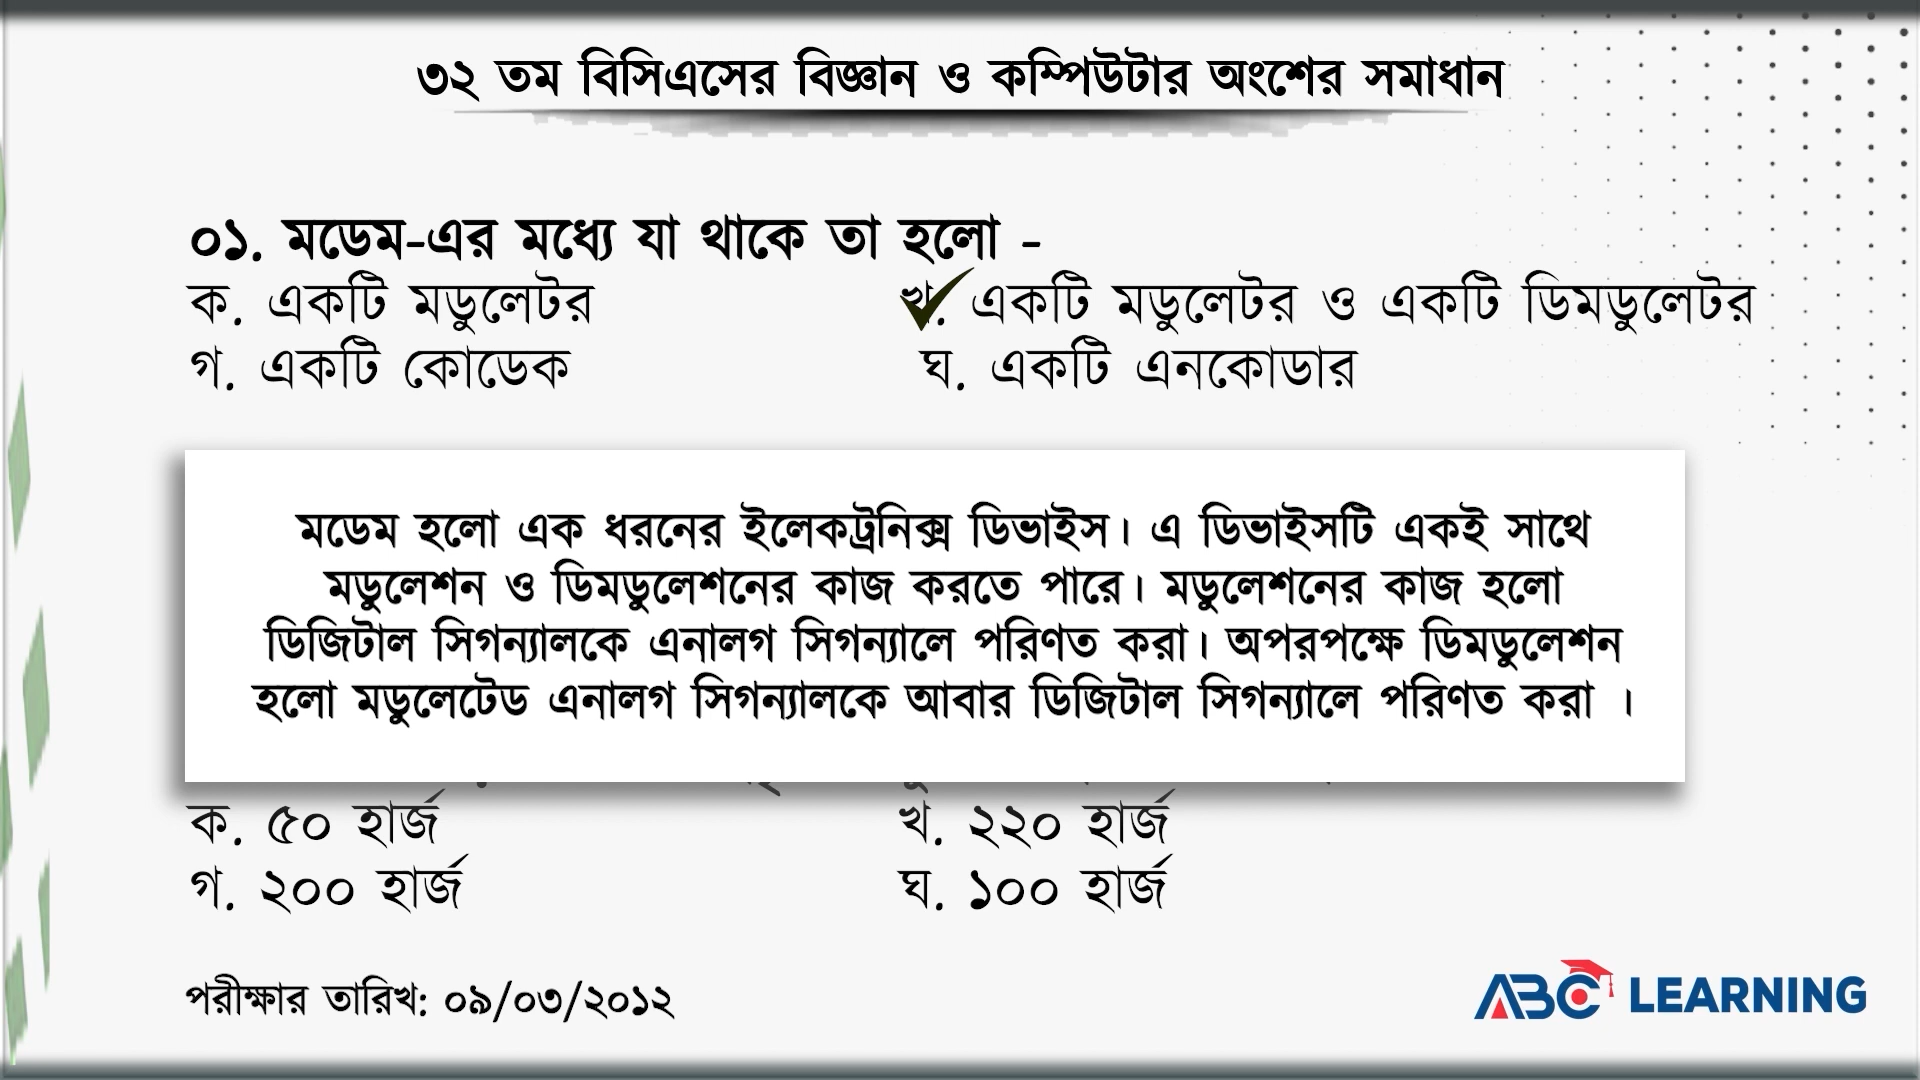 ৩২ তম বিসিএসের বিজ্ঞান ও কম্পিউটার অংশের সমাধান
০১. মডেম-এর মধ্যে যা থাকে তা হলো -
ক. একটি মডুলেটর খ. একটি মডুলেটর ও একটি ডিমডুলেটর
গ. একটি কোডেক ঘ. একটি এনকোডার
মডেম হলো এক ধরনের ইলেকট্রনিক্স ডিভাইস। এ ডিভাইসটি একই সাথে
মডুলেশন ও ডিমডুলেশনের কাজ করতে পারে। মডুলেশনের কাজ হলো
ডিজিটাল সিগন্যালকে এনালগ সিগন্যালে পরিণত করা। অপরপক্ষে ডিমডুলেশন
হলো মডুলেটেড এনালগ সিগন্যালকে আবার ডিজিটাল সিগন্যালে পরিণত করা ।
ক. ৫০ হার্জ খ. ২২০ হার্জ
গ. ২০০ হার্জ ঘ. ১০০ হার্জ
পরীক্ষার তারিখ: ০৯/০৩/২০১২
ABC LEARNING